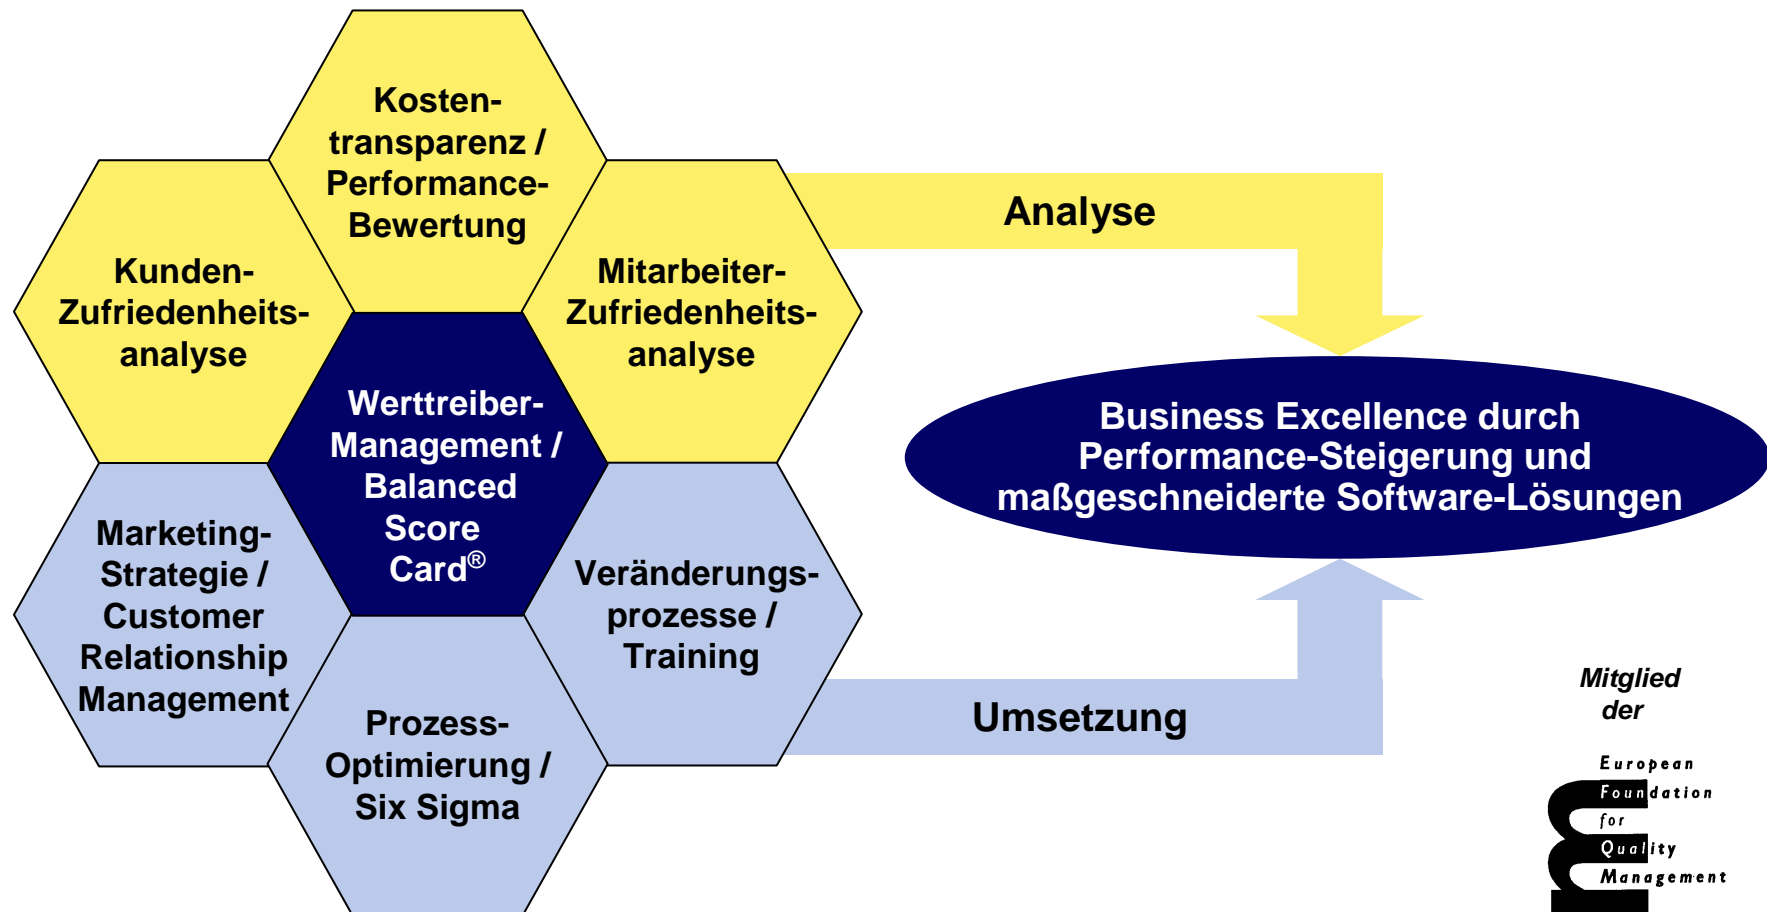 Kosten-
transparenz /
Performance-
Bewertung
Kunden-
Zufriedenheits-
analyse
Mitarbeiter-
Zufriedenheits-
analyse
Werttreiber-
Management /
Balanced
Score
Card®
Marketing-
Strategie /
Customer
Relationship
Management
Veränderungs-
prozesse /
Training
Prozess-
Optimierung /
Six Sigma
Analyse
Business Excellence durch
Performance-Steigerung und
maßgeschneiderte Software-Lösungen
Umsetzung
Mitglied
der
European
Foundation
for
Quality
Management